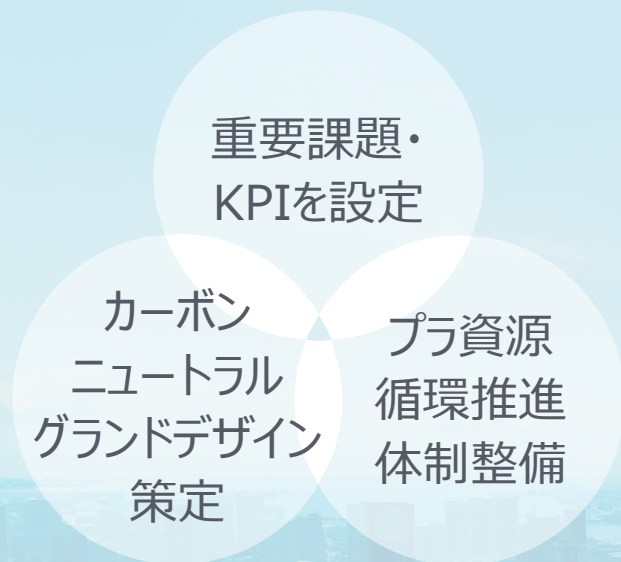 重要課題・
KPIを設定
カーボン
ニュートラル
グランドデザイン
策定
プラ資源
循環推進
体制整備